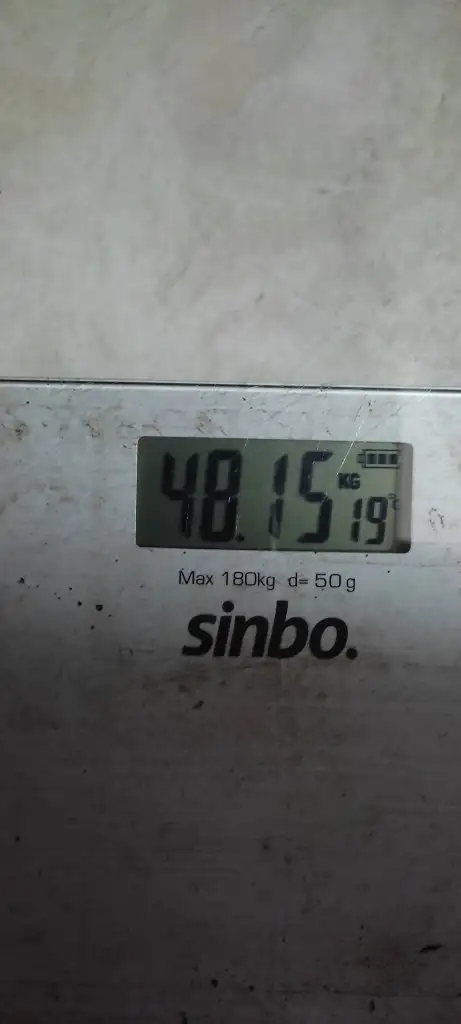 48.15 KG 19°C
Max 180kg d= 50 g
sinbo.